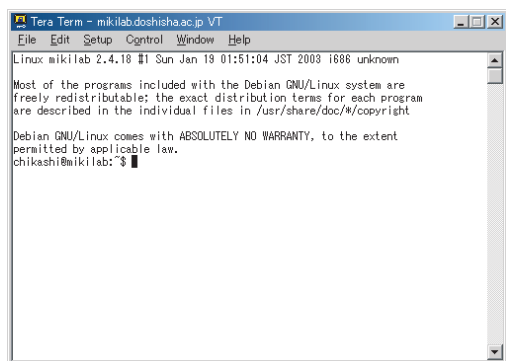 Tera Term - mikilab.doshisha.ac.jp VT
File Edit Setup Control Window Help
Linux mikilab 2.4.18 #1 Sun Jan 19 01:51:04 JST 2003 i686 unknown
Most of the programs included with the Debian GNU/Linux system are
freely redistributable; the exact distribution terms for each program
are described in the individual files in /usr/share/doc/*/copyright
Debian GNU/Linux comes with ABSOLUTELY NO WARRANTY, to the extent
permitted by applicable law.
chikashi@mikilab:~$